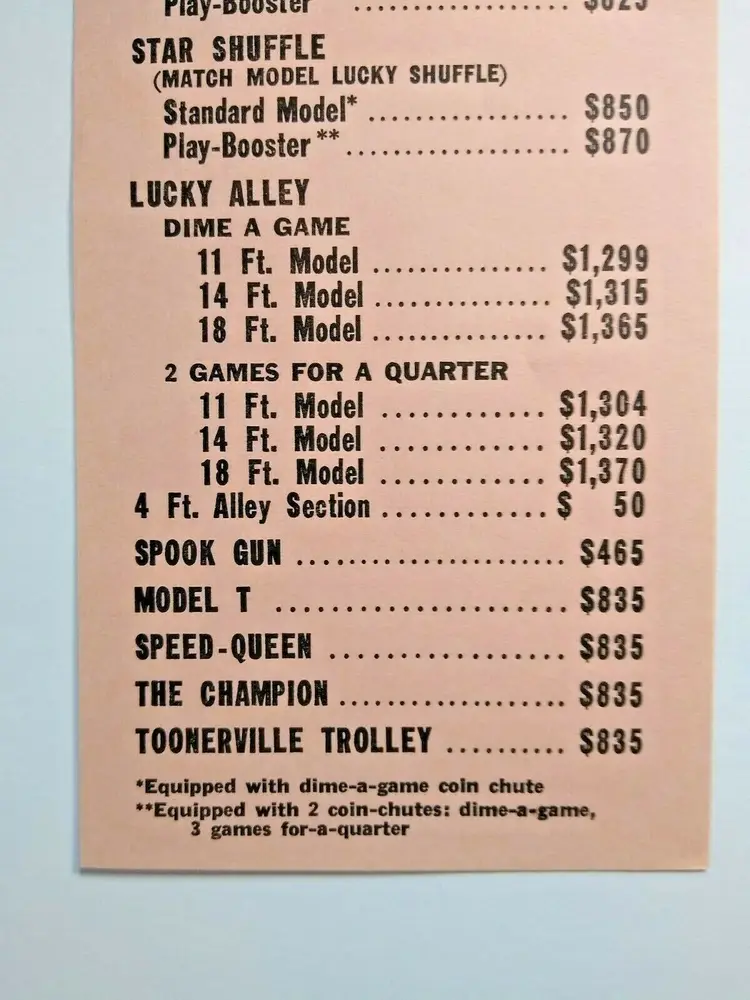 Play-Booster .................... $825
STAR SHUFFLE
(MATCH MODEL LUCKY SHUFFLE)
Standard Model* .................. $850
Play-Booster ** .................... $870
LUCKY ALLEY
DIME A GAME
11 Ft. Model ................ $1,299
14 Ft. Model ................ $1,315
18 Ft. Model ................ $1,365
2 GAMES FOR A QUARTER
11 Ft. Model ............. $1,304
14 Ft. Model ............. $1,320
18 Ft. Model ............. $1,370
4 Ft. Alley Section ............. $ 50
SPOOK GUN ........................ $465
MODEL T .......................... $835
SPEED-QUEEN ..................... $835
THE CHAMPION .................... $835
TOONERVILLE TROLLEY .......... $835
*Equipped with dime-a-game coin chute
**Equipped with 2 coin-chutes: dime-a-game,
3 games for-a-quarter